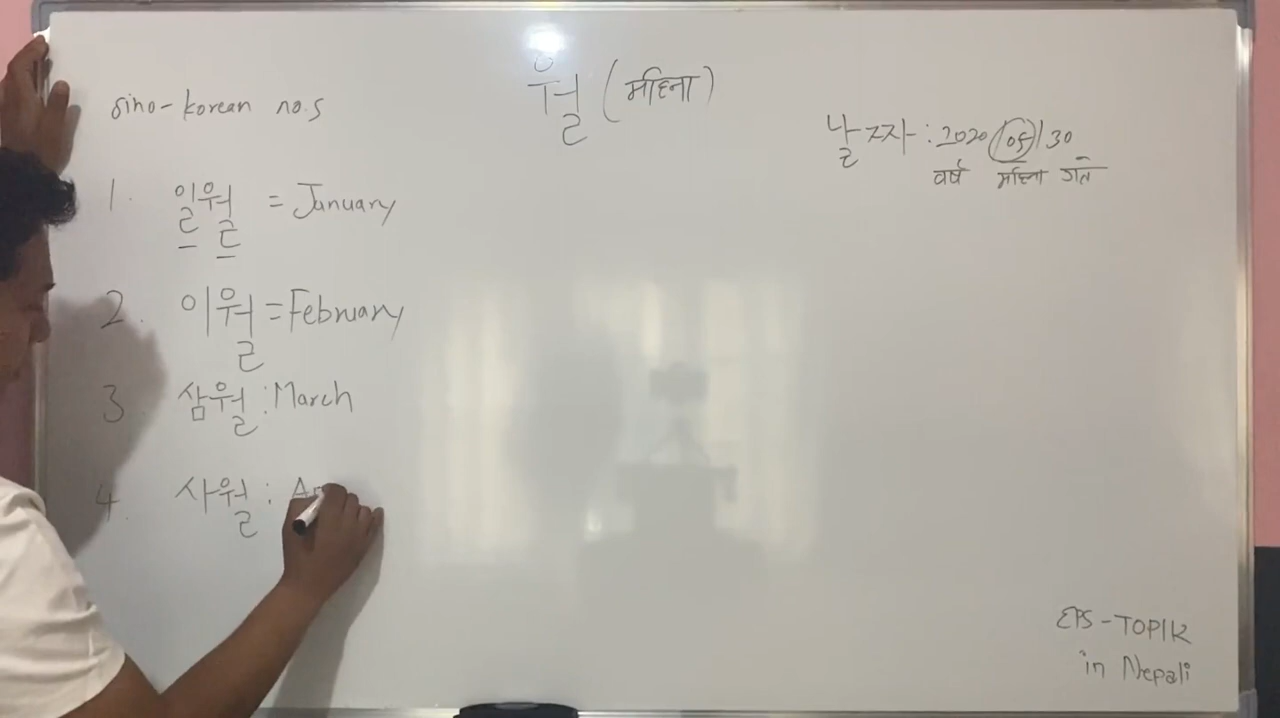 월 (महिना)
sino-korean no.s
날짜 : 2020/05/30
वर्ष महिना गते
1. 일월 = January
2. 이월 = February
3 삼월 : March
4. 사월 : Ap
EPS-TOPIK
in Nepali